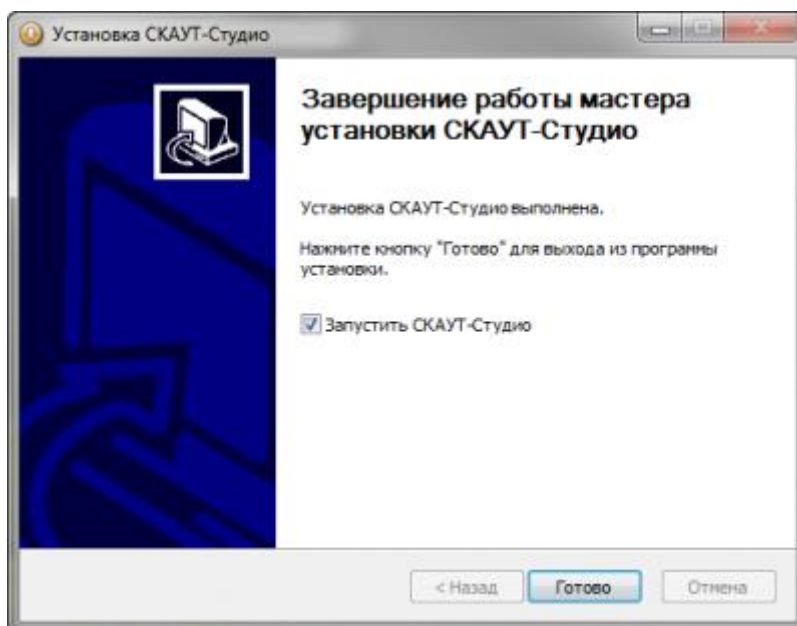 Установка СКАУТ-Студио
Завершение работы мастера
установки СКАУТ-Студио
Установка СКАУТ-Студио выполнена.
Нажмите кнопку "Готово" для выхода из программы
установки.
Запустить СКАУТ-Студио
< Назад
Готово
Отмена